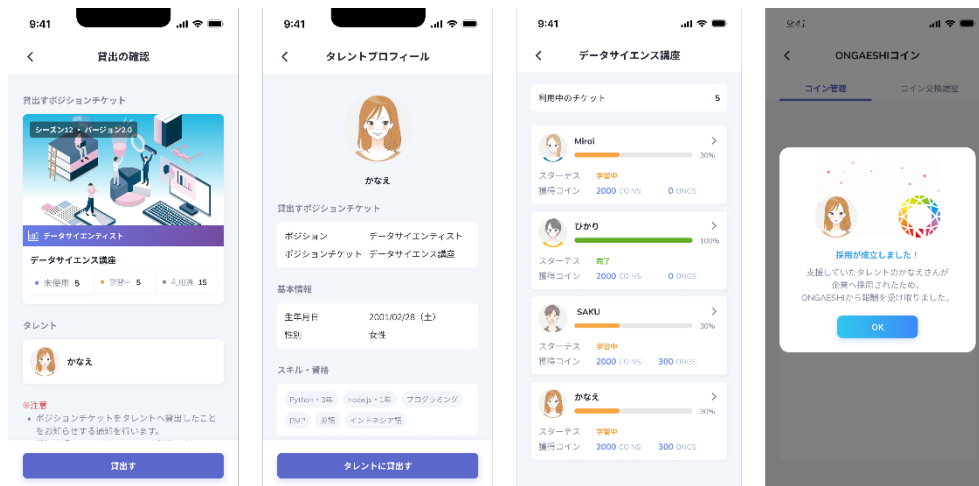 9:41
貸出の確認
貸出すポジションチケット
シーズン12・バージョン2.0
データサイエンティスト
データサイエンス講座
未使用 5
学習中 5
利用済 15
タレント
かなえ
※注意
ポジションチケットをタレントへ貸出したこと
をお知らせする通知を行います。
貸出す
9:41
タレントプロフィール
かなえ
貸出すポジションチケット
ポジション データサイエンティスト
ポジションチケット データサイエンス講座
基本情報
生年月日 2001/02/28（土）
性別 女性
スキル・資格
Python・3年 node.js・1年 プログラミング
PMP 英語 インドネシア語
タレントに貸出す
9:41
データサイエンス講座
利用中のチケット 5
Mirai
30%
スターテス 学習中
獲得コイン 2000 COINS 0 ONGS
ひかり
100%
スターテス 完了
獲得コイン 2000 COINS 0 ONGS
SAKU
30%
スターテス 学習中
獲得コイン 2000 COINS 300 ONGS
かなえ
30%
スターテス 学習中
獲得コイン 2000 COINS 300 ONGS
9:41
ONGAESHIコイン
コイン管理 コイン交換履歴
採用が成立しました！
支援していたタレントのかなえさんが
企業へ採用されたため、
ONGAESHIから報酬を受け取りました。
OK